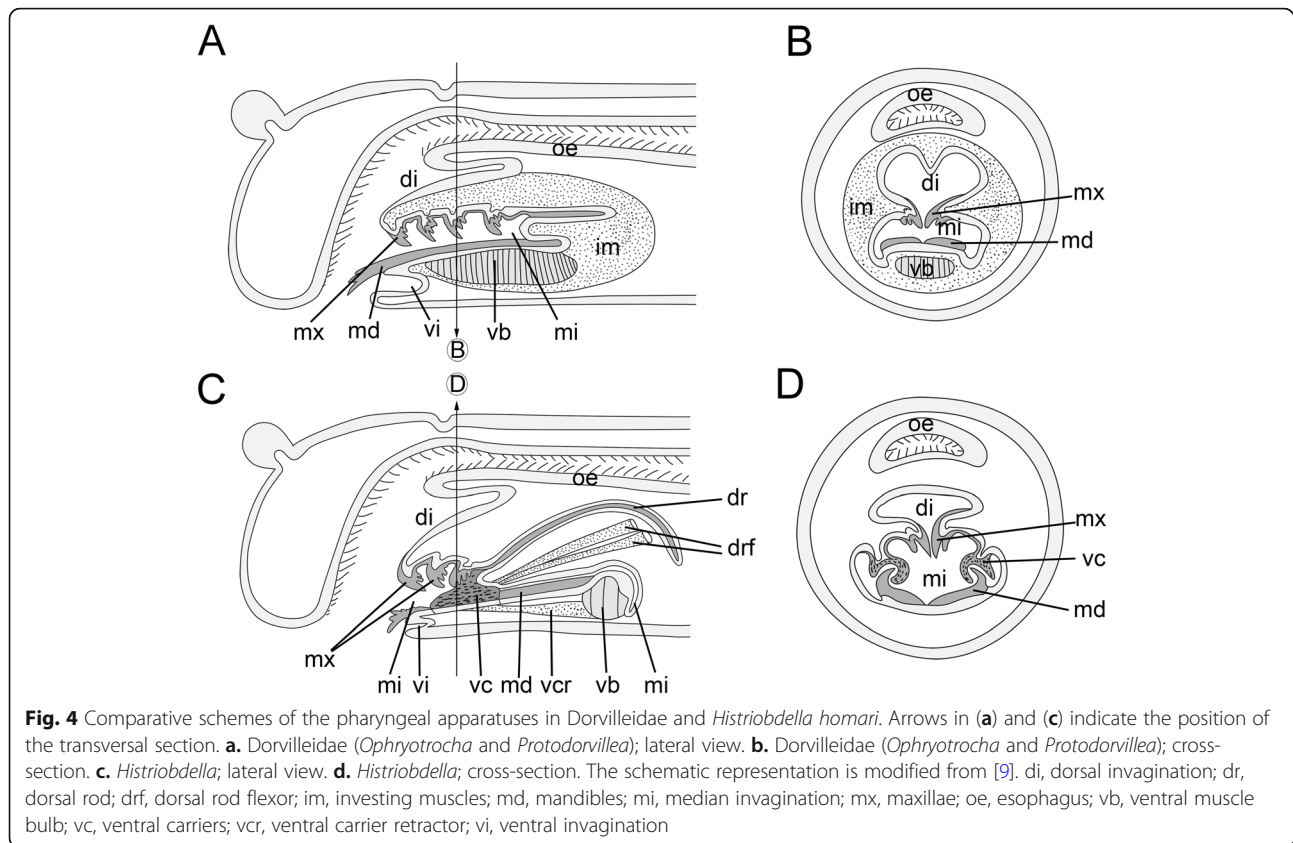 A
B
oe
oe
di
di
mx
im
mi
im
md
vb
mx
md
vi
vb
mi
B
D
C
D
oe
oe
dr
di
di
mx
drf
vc
mi
md
mx
mi
vi
vc
md
vcr
vb
mi
Fig. 4 Comparative schemes of the pharyngeal apparatuses in Dorvilleidae and Histriobdella homari. Arrows in (a) and (c) indicate the position of
the transversal section. a. Dorvilleidae (Ophryotrocha and Protodorvillea); lateral view. b. Dorvilleidae (Ophryotrocha and Protodorvillea); cross-
section. c. Histriobdella; lateral view. d. Histriobdella; cross-section. The schematic representation is modified from [9]. di, dorsal invagination; dr,
dorsal rod; drf, dorsal rod flexor; im, investing muscles; md, mandibles; mi, median invagination; mx, maxillae; oe, esophagus; vb, ventral muscle
bulb; vc, ventral carriers; vcr, ventral carrier retractor; vi, ventral invagination